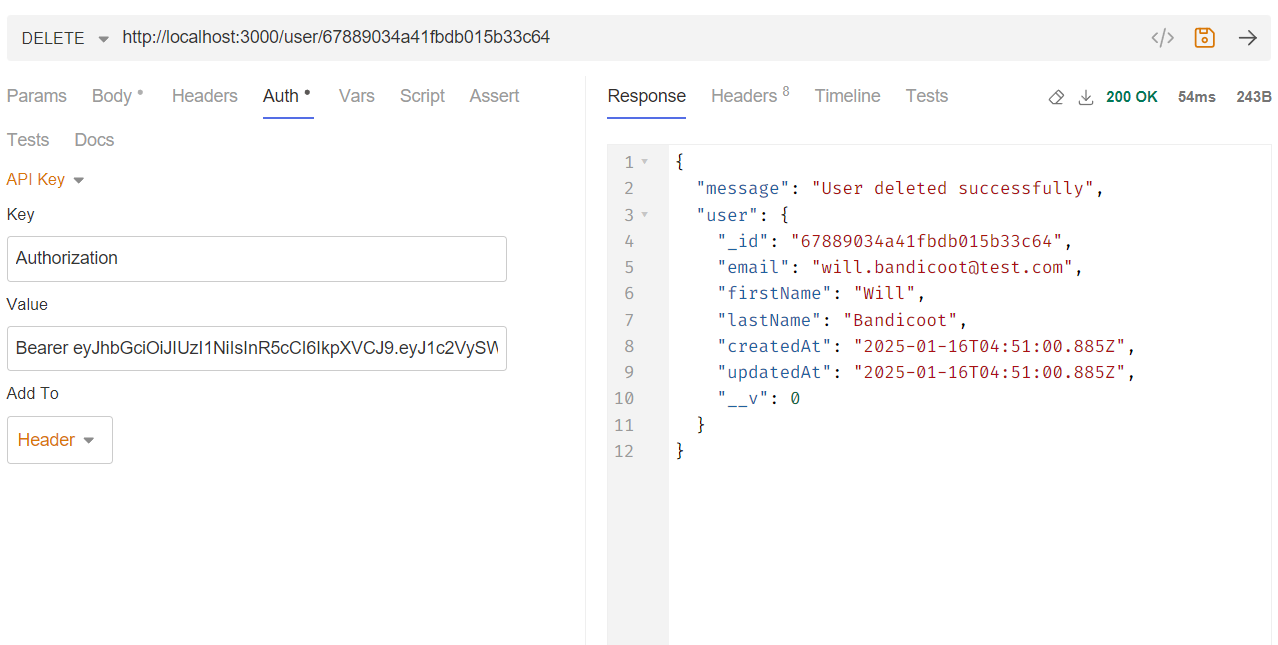 DELETE http://localhost:3000/user/67889034a41fbdb015b33c64 </>
Params Body Headers Auth Vars Script Assert
Tests Docs
API Key
Key
Authorization
Value
Bearer eyJhbGciOiJIUzI1NiIsInR5cCI6IkpXVCJ9.eyJ1c2VySW
Add To
Header
Response Headers 8 Timeline Tests 200 OK 54ms 243B
1 {
2 "message": "User deleted successfully",
3 "user": {
4 "_id": "67889034a41fbdb015b33c64",
5 "email": "will.bandicoot@test.com",
6 "firstName": "Will",
7 "lastName": "Bandicoot",
8 "createdAt": "2025-01-16T04:51:00.885Z",
9 "updatedAt": "2025-01-16T04:51:00.885Z",
10 "__v": 0
11 }
12 }